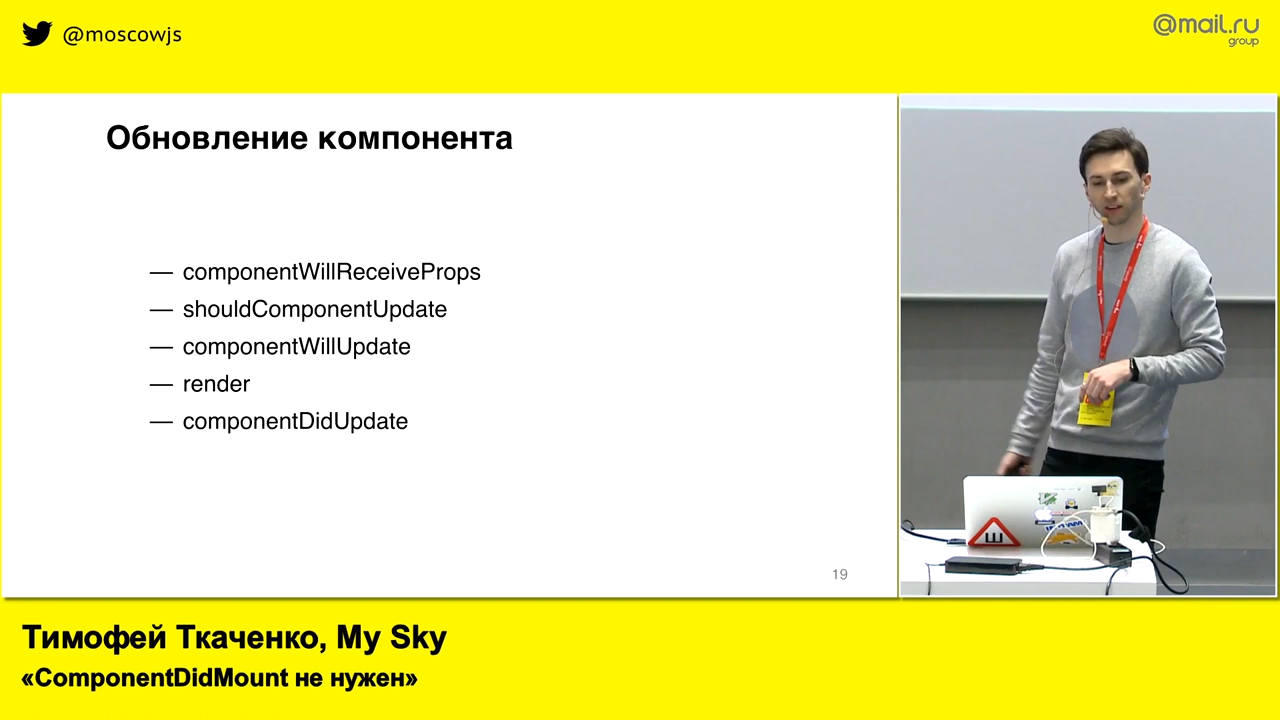 @moscowjs
@mail.ru
group
Обновление компонента
— componentWillReceiveProps
— shouldComponentUpdate
— componentWillUpdate
— render
— componentDidUpdate
19
Ш
Тимофей Ткаченко, My Sky
«ComponentDidMount не нужен»